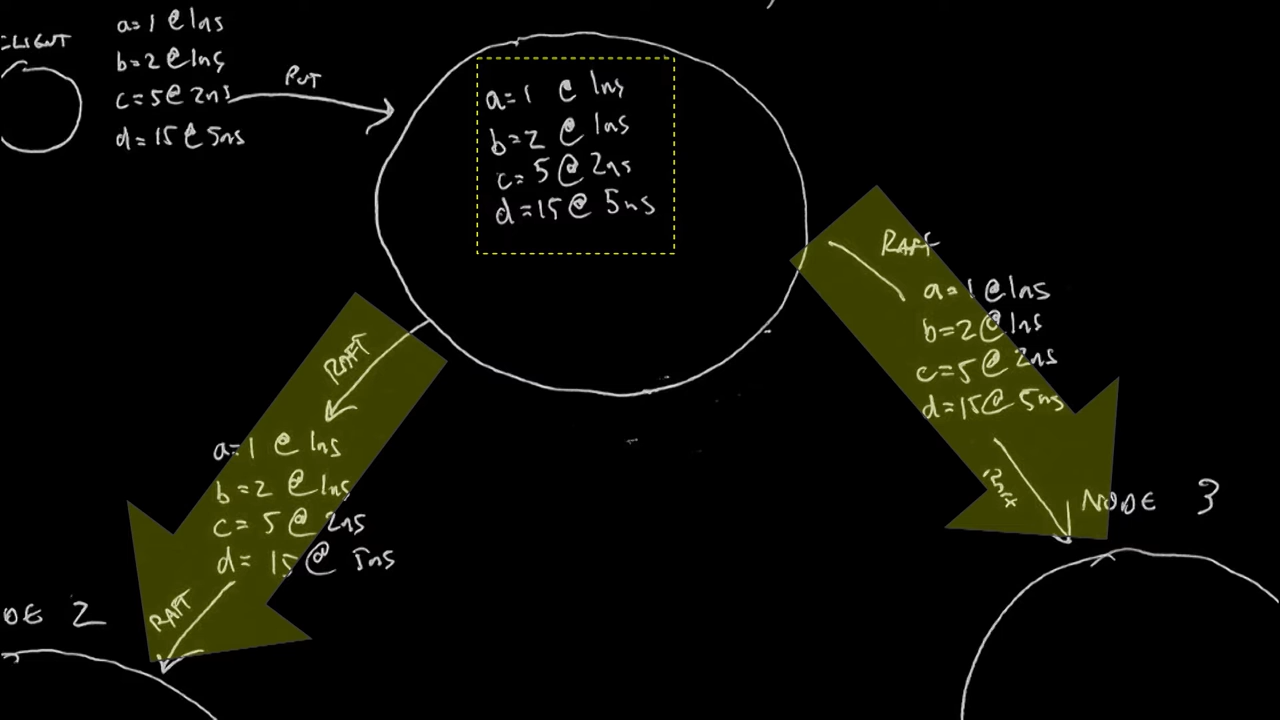 CLIENT
a=1 @ 1ns
b=2 @ 1ns
c=5 @ 2ns
d=15 @ 5ns
PUT
a=1 @ 1ns
b=2 @ 1ns
c=5 @ 2ns
d=15 @ 5ns
RAFT
a=1 @ 1ns
b=2 @ 1ns
c=5 @ 2ns
d=15 @ 5ns
RAFT
a=1 @ 1ns
b=2 @ 1ns
c=5 @ 2ns
d=15 @ 5ns
RAFT
NODE 3
ODE 2